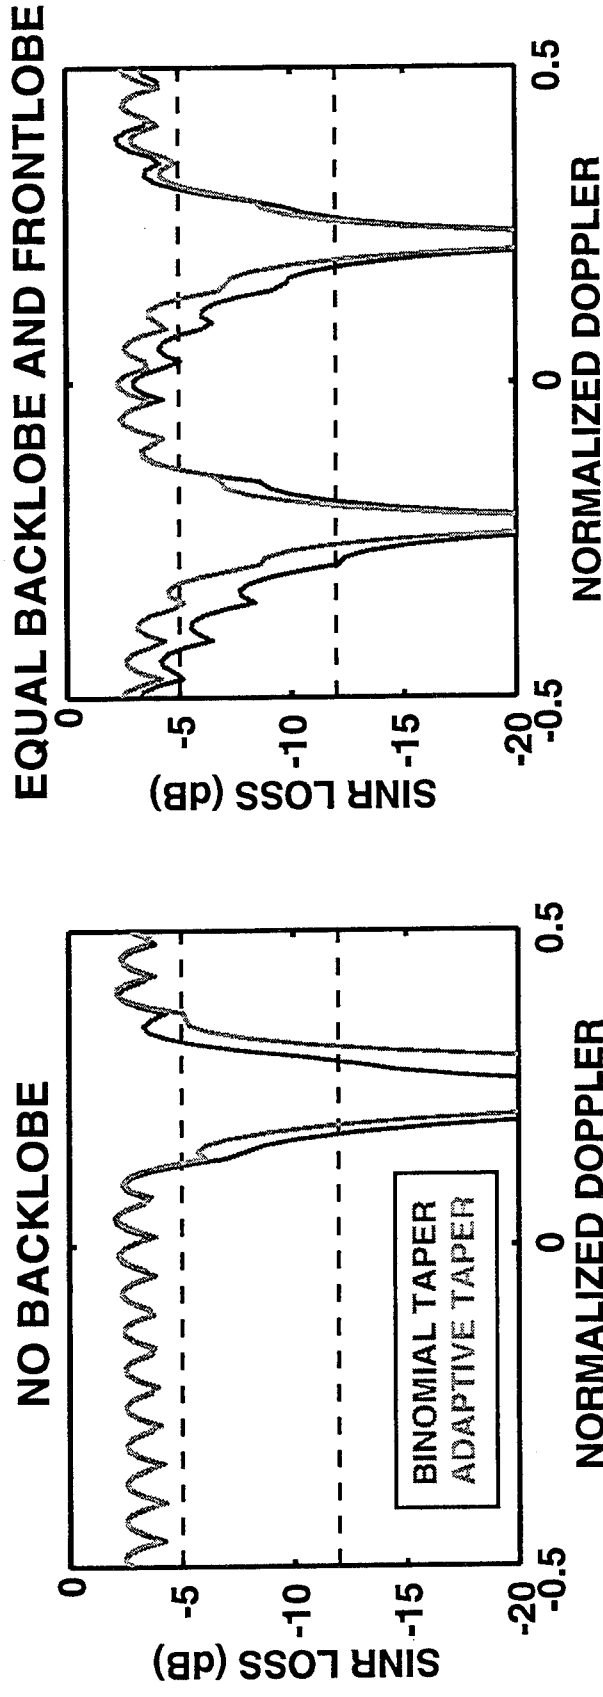 NO BACKLOBE
0
-5
-10
-15
-20
SINR LOSS (dB)
-0.5
0
0.5
NORMALIZED DOPPLER
BINOMIAL TAPER
ADAPTIVE TAPER
EQUAL BACKLOBE AND FRONTLOBE
0
-5
-10
-15
-20
SINR LOSS (dB)
-0.5
0
0.5
NORMALIZED DOPPLER